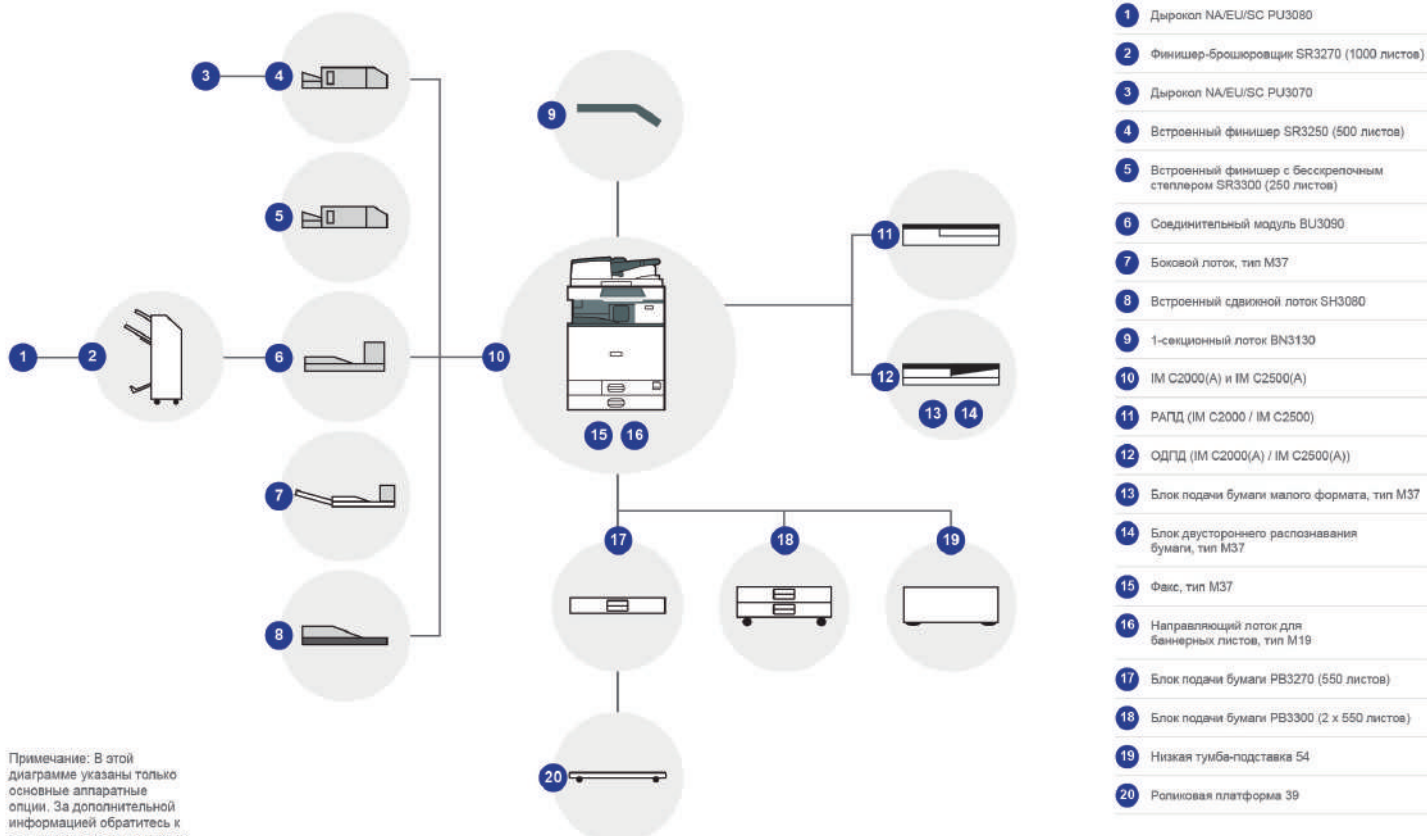 3
4
5
1
2
6
10
7
8
9
15 16
11
12
13 14
17
18
19
20
Примечание: В этой
диаграмме указаны только
основные аппаратные
опции. За дополнительной
информацией обратитесь к
1 Дырокол NA/EU/SC PU3080
2 Финишер-брошюровщик SR3270 (1000 листов)
3 Дырокол NA/EU/SC PU3070
4 Встроенный финишер SR3250 (500 листов)
5 Встроенный финишер с бесскрепочным
степлером SR3300 (250 листов)
6 Соединительный модуль BU3090
7 Боковой лоток, тип M37
8 Встроенный сдвижной лоток SH3080
9 1-секционный лоток BN3130
10 IM C2000(A) и IM C2500(A)
11 РАПД (IM C2000 / IM C2500)
12 ОДПД (IM C2000(A) / IM C2500(A))
13 Блок подачи бумаги малого формата, тип M37
14 Блок двустороннего распознавания
бумаги, тип M37
15 Факс, тип M37
16 Направляющий лоток для
баннерных листов, тип M19
17 Блок подачи бумаги PB3270 (550 листов)
18 Блок подачи бумаги PB3300 (2 x 550 листов)
19 Низкая тумба-подставка 54
20 Роликовая платформа 39